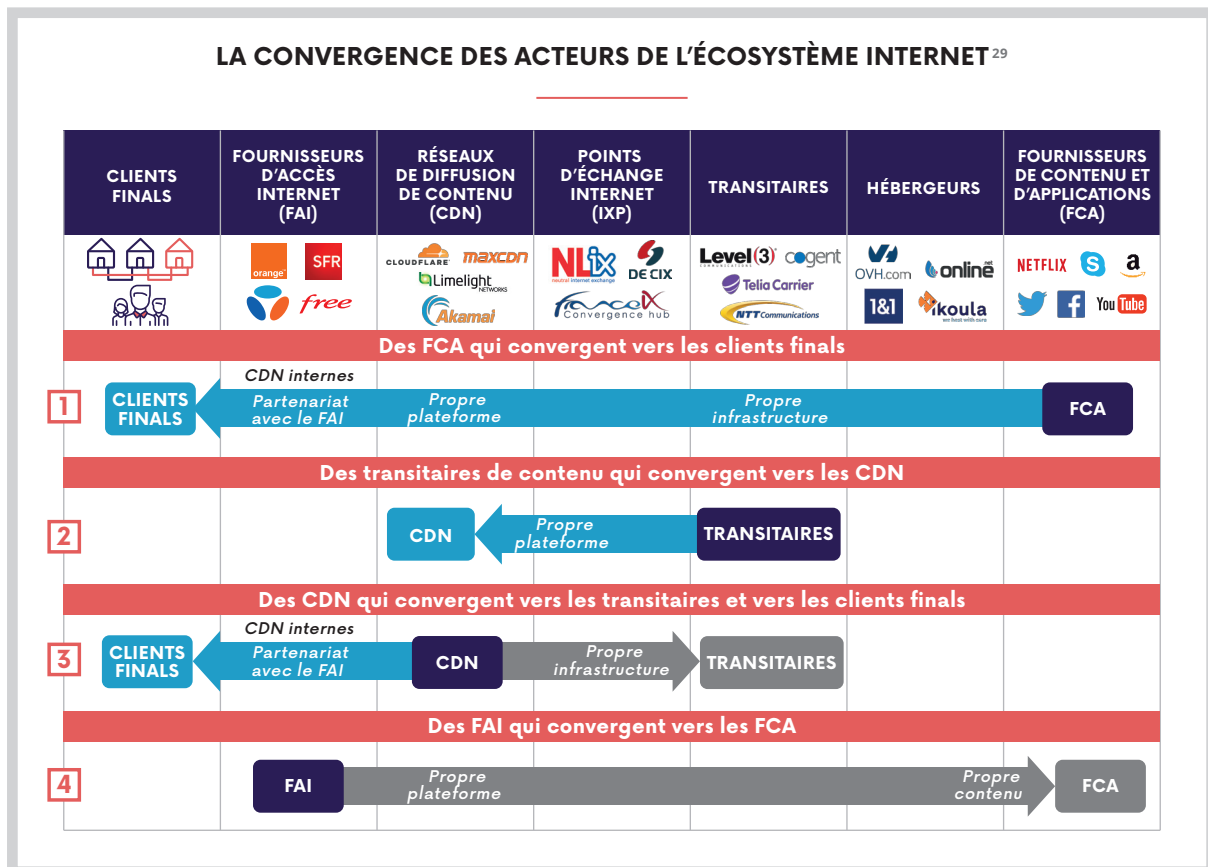 LA CONVERGENCE DES ACTEURS DE L'ÉCOSYSTÈME INTERNET 29
CLIENTS
FINALS
FOURNISSEURS
D'ACCÈS
INTERNET
(FAI)
RÉSEAUX
DE DIFFUSION
DE CONTENU
(CDN)
POINTS
D'ÉCHANGE
INTERNET
(IXP)
TRANSITAIRES
HÉBERGEURS
FOURNISSEURS
DE CONTENU ET
D'APPLICATIONS
(FCA)
orange™
SFR
free
CLOUDFLARE
maxcdn
Limelight
NETWORKS
Akamai
NLix
neutral internet exchange
DE CIX
franceIX
Convergence hub
Level(3)
COMMUNICATIONS
cogent
Telia Carrier
NTT Communications
OVH.com
online.net
1&1
ikoula
we host with care
NETFLIX
S
a
f
YouTube
Des FCA qui convergent vers les clients finals
1
CLIENTS
FINALS
CDN internes
Partenariat
avec le FAI
Propre
plateforme
Propre
infrastructure
FCA
Des transitaires de contenu qui convergent vers les CDN
2
CDN
Propre
plateforme
TRANSITAIRES
Des CDN qui convergent vers les transitaires et vers les clients finals
3
CLIENTS
FINALS
CDN internes
Partenariat
avec le FAI
CDN
Propre
infrastructure
TRANSITAIRES
Des FAI qui convergent vers les FCA
4
FAI
Propre
plateforme
Propre
contenu
FCA